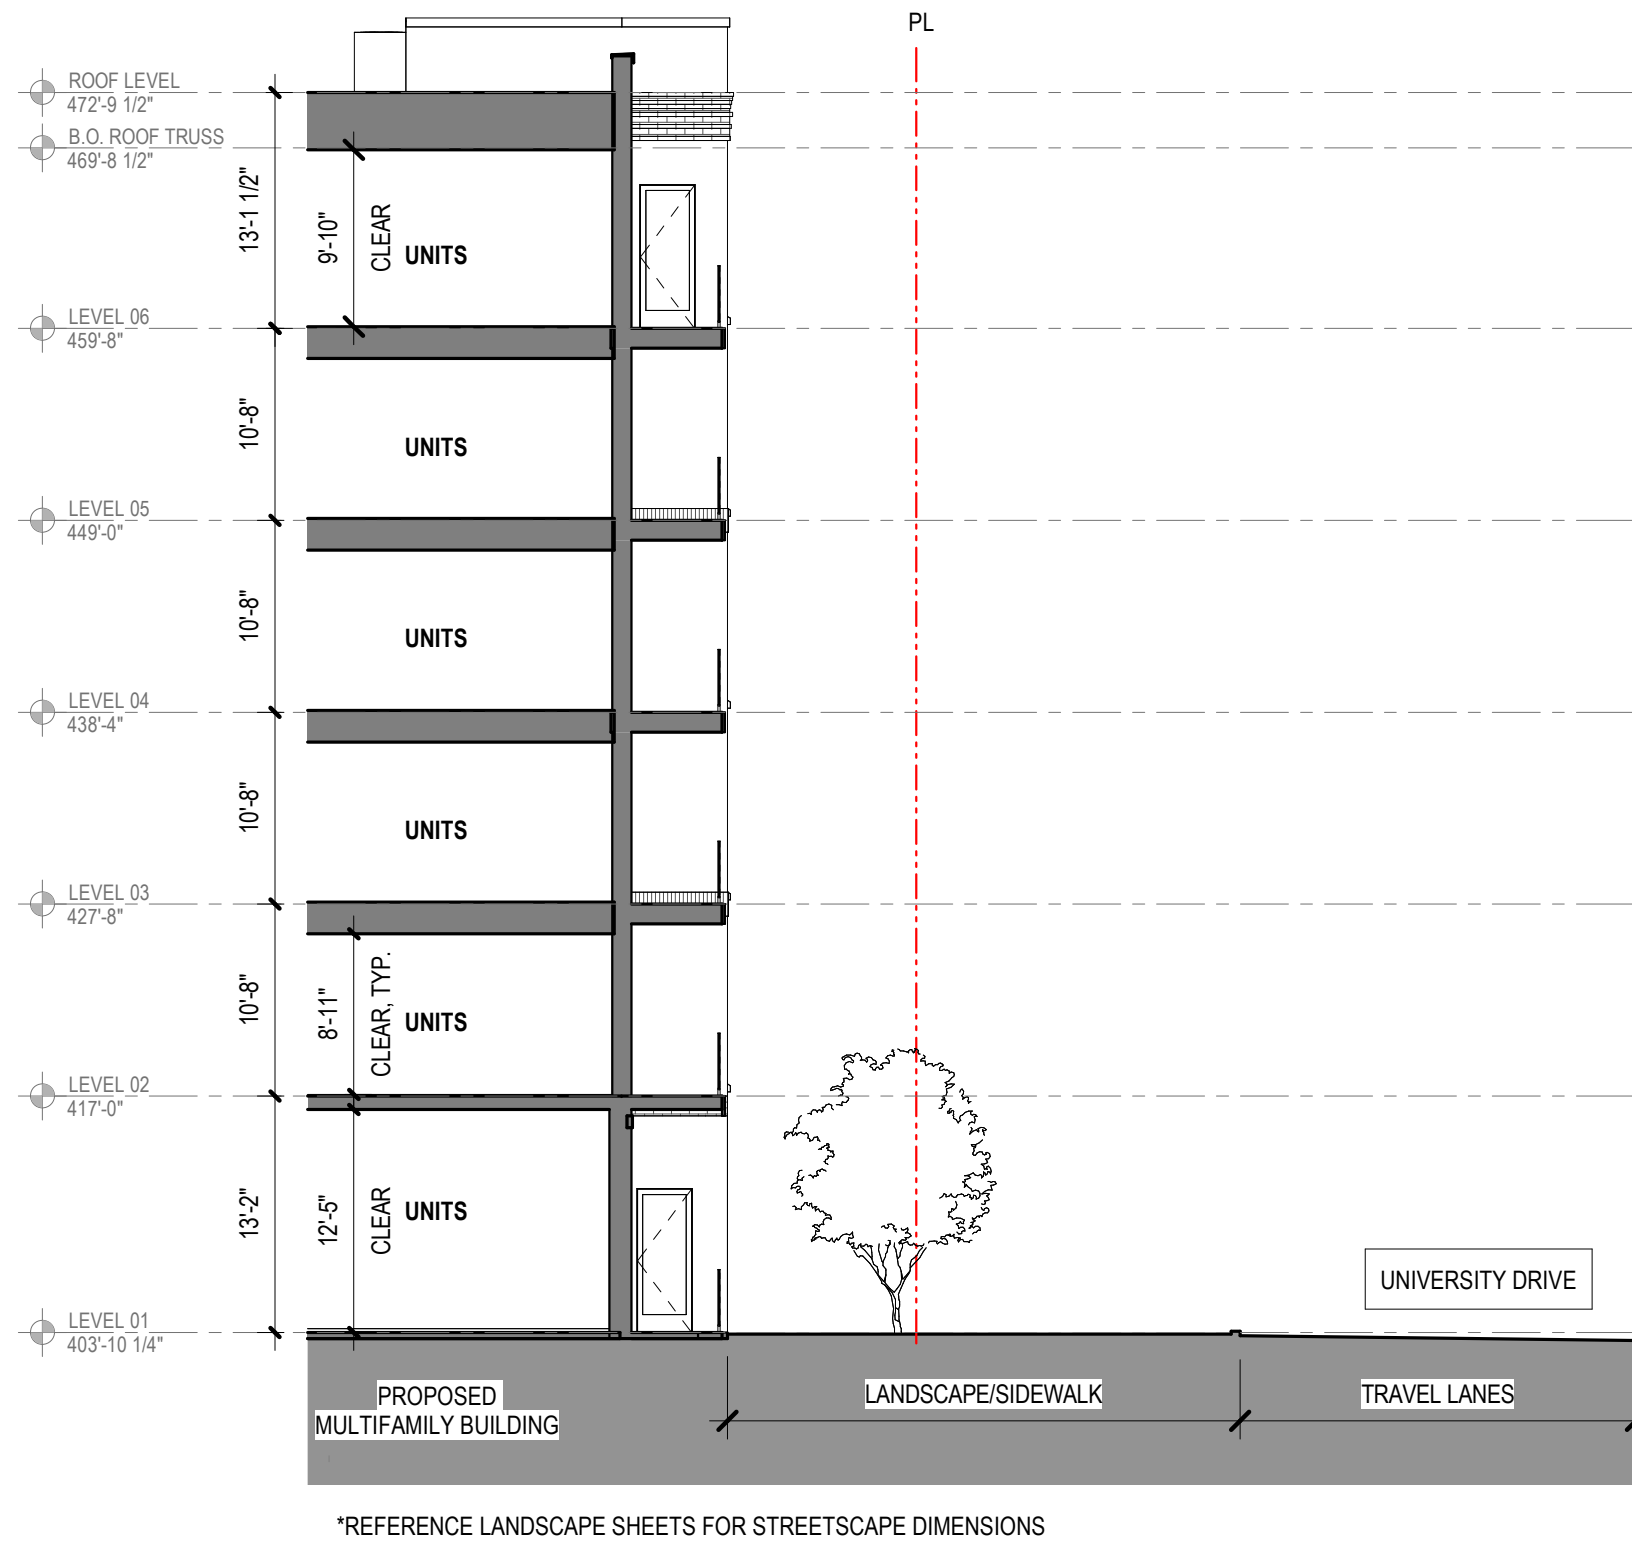 PL
ROOF LEVEL
472'-9 1/2"
B.O. ROOF TRUSS
469'-8 1/2"
13'-1 1/2"
9'-10"
CLEAR
UNITS
LEVEL 06
459'-8"
10'-8"
UNITS
LEVEL 05
449'-0"
10'-8"
UNITS
LEVEL 04
438'-4"
10'-8"
UNITS
LEVEL 03
427'-8"
10'-8"
8'-11"
CLEAR, TYP.
UNITS
LEVEL 02
417'-0"
13'-2"
12'-5"
CLEAR
UNITS
UNIVERSITY DRIVE
LEVEL 01
403'-10 1/4"
PROPOSED
MULTIFAMILY BUILDING
LANDSCAPE/SIDEWALK
TRAVEL LANES
*REFERENCE LANDSCAPE SHEETS FOR STREETSCAPE DIMENSIONS